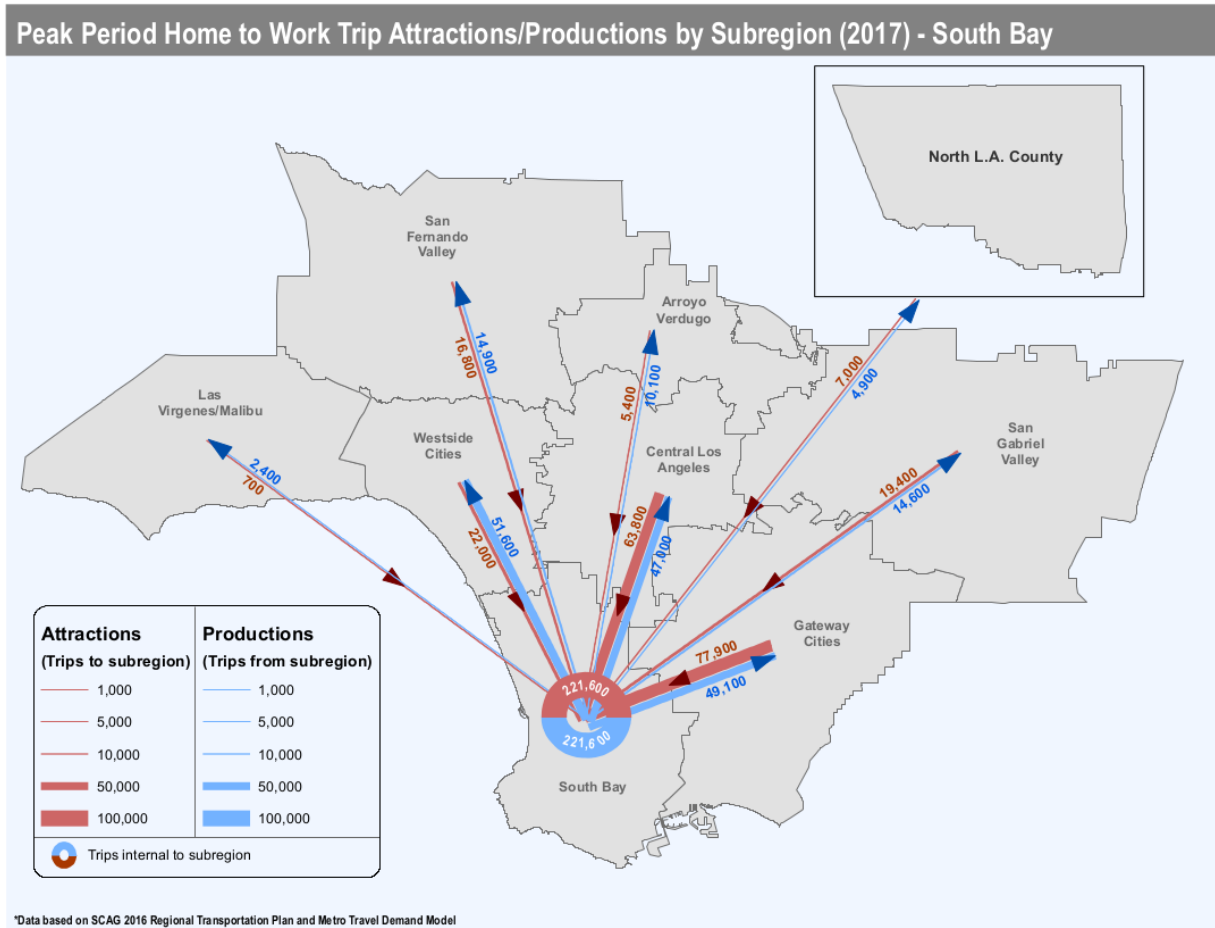 Peak Period Home to Work Trip Attractions/Productions by Subregion (2017) - South Bay
North L.A. County
San
Fernando
Valley
Arroyo
Verdugo
14,900
16,800
5,400
10,100
7,000
4,900
Las
Virgenes/Malibu
Westside
Cities
Central Los
Angeles
San
Gabriel
Valley
2,400
700
51,600
22,000
63,800
47,000
19,400
14,600
Gateway
Cities
77,900
49,100
221,600
221,600
South Bay
Attractions
(Trips to subregion)
1,000
5,000
10,000
50,000
100,000
Productions
(Trips from subregion)
1,000
5,000
10,000
50,000
100,000
Trips internal to subregion
*Data based on SCAG 2016 Regional Transportation Plan and Metro Travel Demand Model